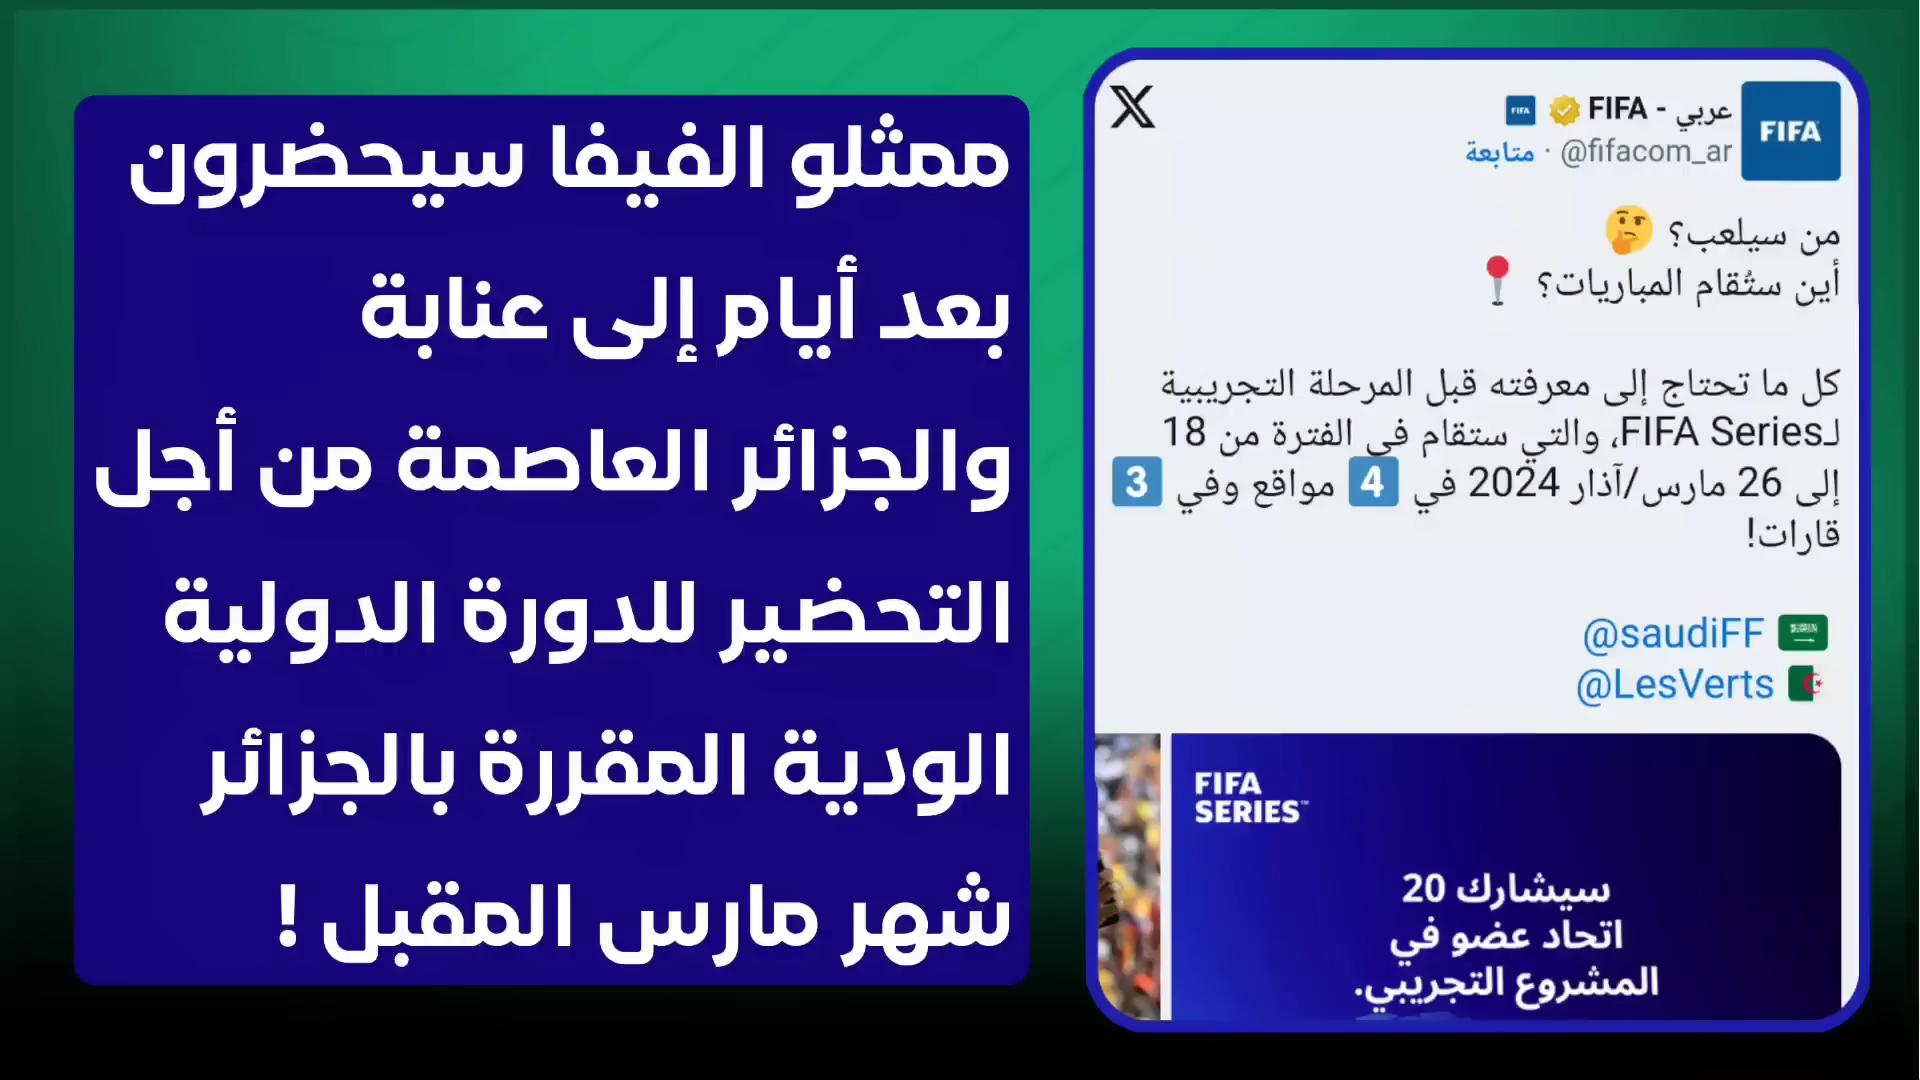 ممثلو الفيفا سيحضرون
بعد أيام إلى عنابة
والجزائر العاصمة من أجل
التحضير للدورة الدولية
الودية المقررة بالجزائر
شهر مارس المقبل !
FIFA
عربي - FIFA
FIFA
@fifacom_ar · متابعة
من سيلعب؟ 🤔
أين ستُقام المباريات؟ 📍
كل ما تحتاج إلى معرفته قبل المرحلة التجريبية
لـFIFA Series، والتي ستقام في الفترة من 18
إلى 26 مارس/آذار 2024 في 4️⃣ مواقع وفي 3️⃣
قارات!
🇸🇦 @saudiFF
🇩🇿 @LesVerts
FIFA
SERIES™
سيشارك 20
اتحاد عضو في
المشروع التجريبي.